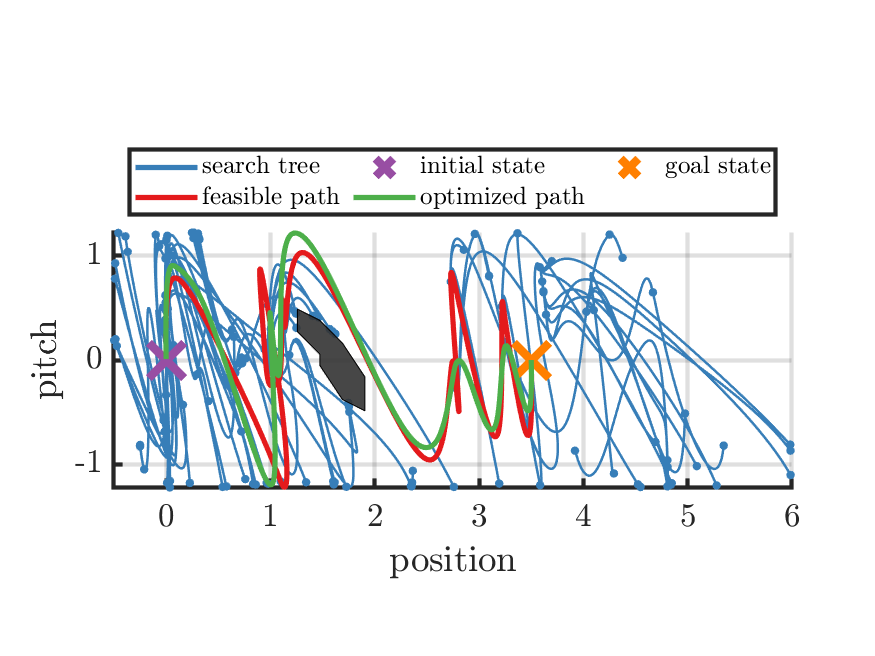 search tree initial state goal state
feasible path optimized path
1
0
-1
pitch
0 1 2 3 4 5 6
position